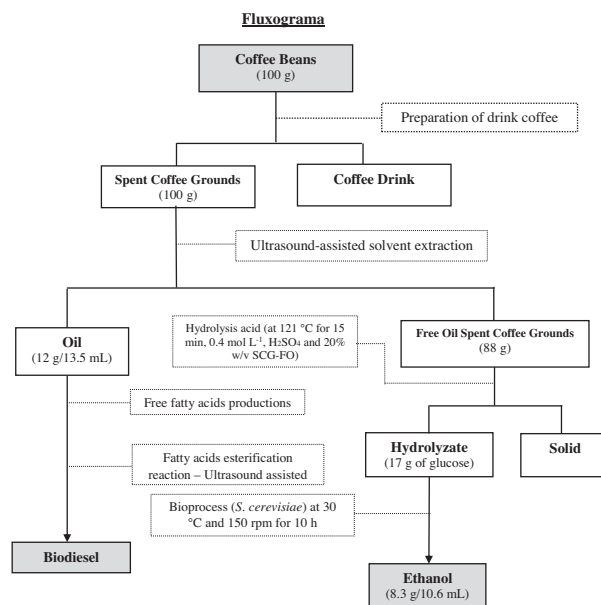 Fluxograma
Coffee Beans
(100 g)
Preparation of drink coffee
Spent Coffee Grounds
(100 g)
Coffee Drink
Ultrasound-assisted solvent extraction
Oil
(12 g/13.5 mL)
Hydrolysis acid (at 121 °C for 15
min, 0.4 mol L⁻¹, H₂SO₄ and 20%
w/v SCG-FO)
Free Oil Spent Coffee Grounds
(88 g)
Free fatty acids productions
Hydrolyzate
(17 g of glucose)
Solid
Fatty acids esterification
reaction – Ultrasound assisted
Bioprocess (S. cerevisiae) at 30
°C and 150 rpm for 10 h
Biodiesel
Ethanol
(8.3 g/10.6 mL)